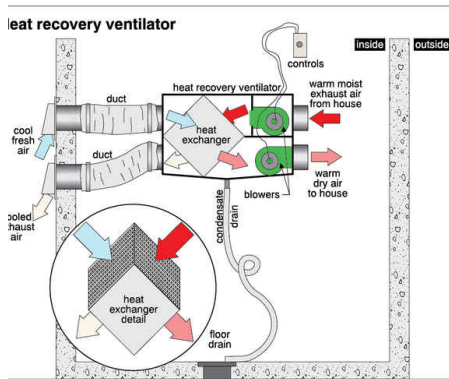 eat recovery ventilator
inside
outside
controls
heat recovery ventilator
duct
warm moist
exhaust air
from house
cool
fresh
air
heat
exchanger
duct
warm
dry air
to house
blowers
ooled
xhaust
air
condensate
drain
heat
exchanger
detail
floor
drain